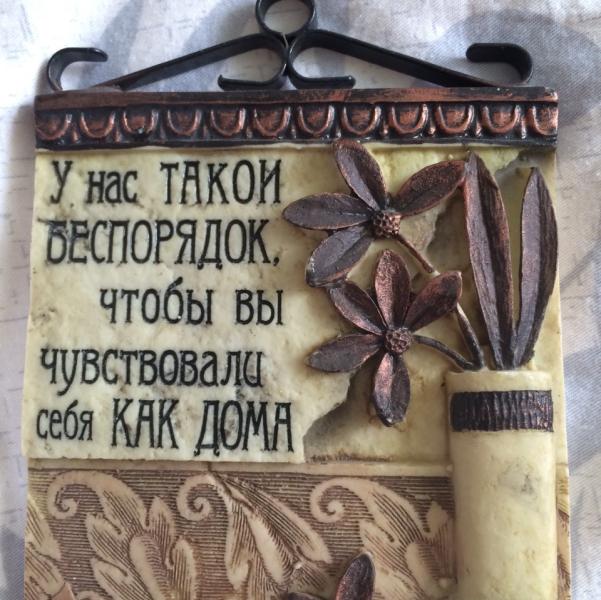 У нас ТАКОЙ
БЕСПОРЯДОК,
чтобы вы
чувствовали
себя КАК ДОМА